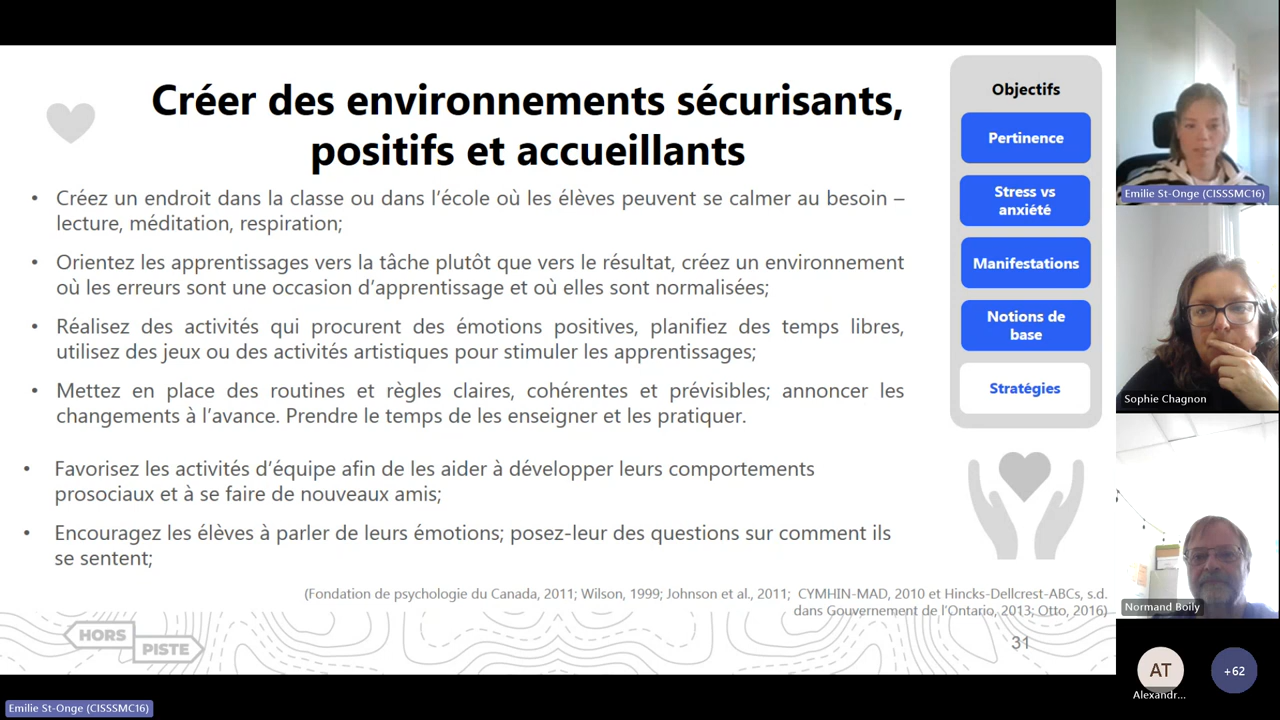 Créer des environnements sécurisants,
positifs et accueillants
• Créez un endroit dans la classe ou dans l'école où les élèves peuvent se calmer au besoin –
lecture, méditation, respiration;
• Orientez les apprentissages vers la tâche plutôt que vers le résultat, créez un environnement
où les erreurs sont une occasion d'apprentissage et où elles sont normalisées;
• Réalisez des activités qui procurent des émotions positives, planifiez des temps libres,
utilisez des jeux ou des activités artistiques pour stimuler les apprentissages;
• Mettez en place des routines et règles claires, cohérentes et prévisibles; annoncer les
changements à l'avance. Prendre le temps de les enseigner et les pratiquer.
• Favorisez les activités d'équipe afin de les aider à développer leurs comportements
prosociaux et à se faire de nouveaux amis;
• Encouragez les élèves à parler de leurs émotions; posez-leur des questions sur comment ils
se sentent;
(Fondation de psychologie du Canada, 2011; Wilson, 1999; Johnson et al., 2011; CYMHIN-MAD, 2010 et Hincks-Dellcrest-ABCs, s.d.
dans Gouvernement de l'Ontario, 2013; Otto, 2016)
HORS
PISTE
31
Objectifs
Pertinence
Stress vs
anxiété
Manifestations
Notions de
base
Stratégies
Emilie St-Onge (CISSSMC16)
Sophie Chagnon
Normand Boily
AT
Alexandr...
+62
Emilie St-Onge (CISSSMC16)